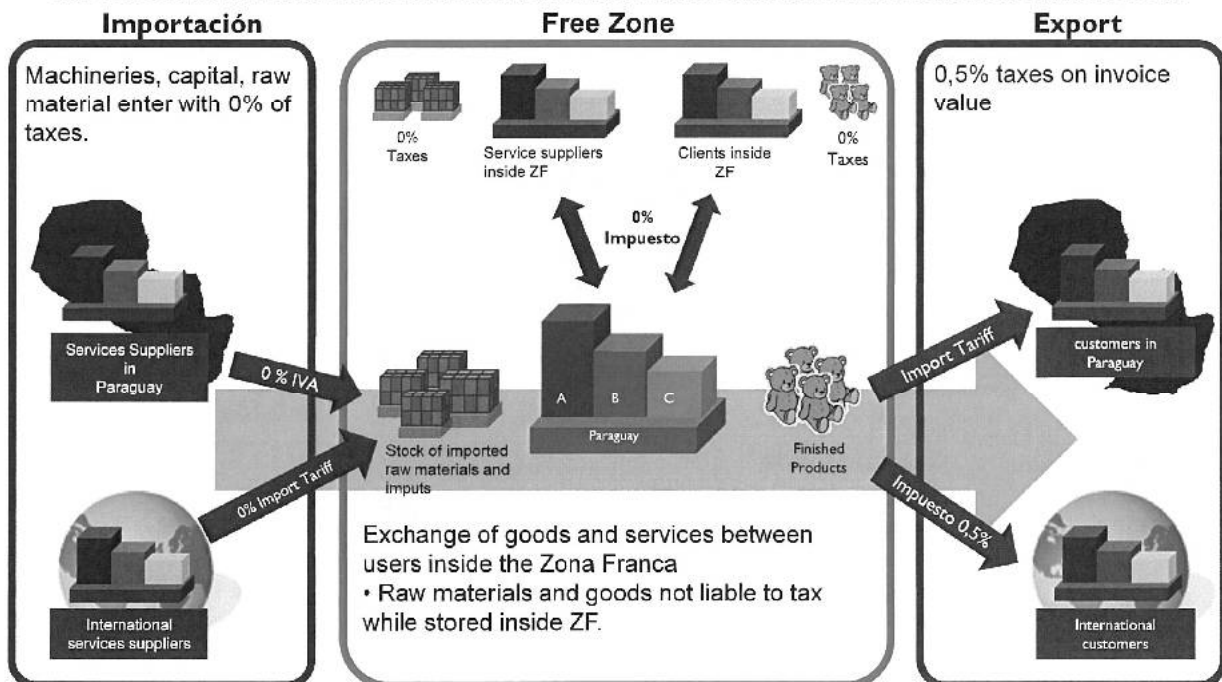 Importación
Machineries, capital, raw
material enter with 0% of
taxes.
Services Suppliers
in
Paraguay
0 % IVA
0% Import Tariff
International
services suppliers
Free Zone
0%
Taxes
Service suppliers
inside ZF
Clients inside
ZF
0%
Taxes
0%
Impuesto
A B C
Paraguay
Stock of imported
raw materials and
imputs
Finished
Products
Exchange of goods and services between
users inside the Zona Franca
• Raw materials and goods not liable to tax
while stored inside ZF.
Export
0,5% taxes on invoice
value
Import Tariff
customers in
Paraguay
Impuesto 0,5%
International
customers